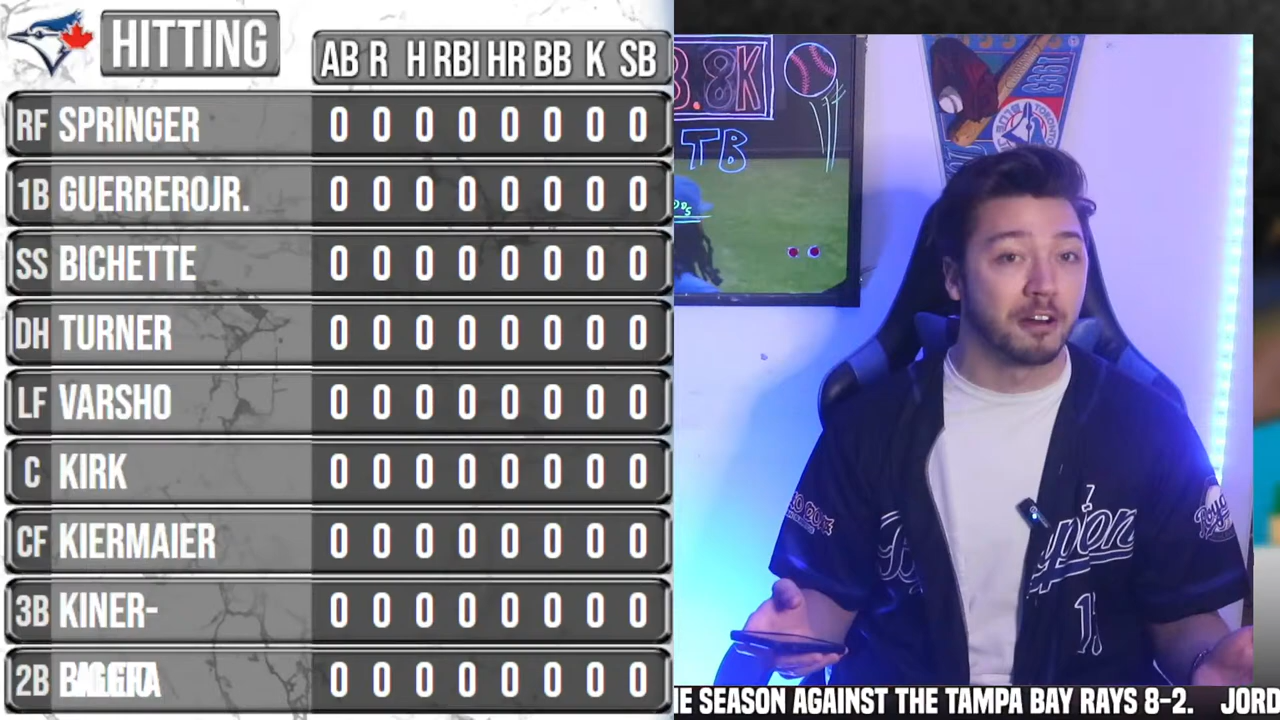 HITTING
AB R H RBI HR BB K SB
RF SPRINGER 0 0 0 0 0 0 0 0
1B GUERREROJR. 0 0 0 0 0 0 0 0
SS BICHETTE 0 0 0 0 0 0 0 0
DH TURNER 0 0 0 0 0 0 0 0
LF VARSHO 0 0 0 0 0 0 0 0
C KIRK 0 0 0 0 0 0 0 0
CF KIERMAIER 0 0 0 0 0 0 0 0
3B KINER- 0 0 0 0 0 0 0 0
2B 0 0 0 0 0 0 0 0
3.8K
TB
TORONTO
BLUE
SEASON AGAINST THE TAMPA BAY RAYS 8-2. JORD